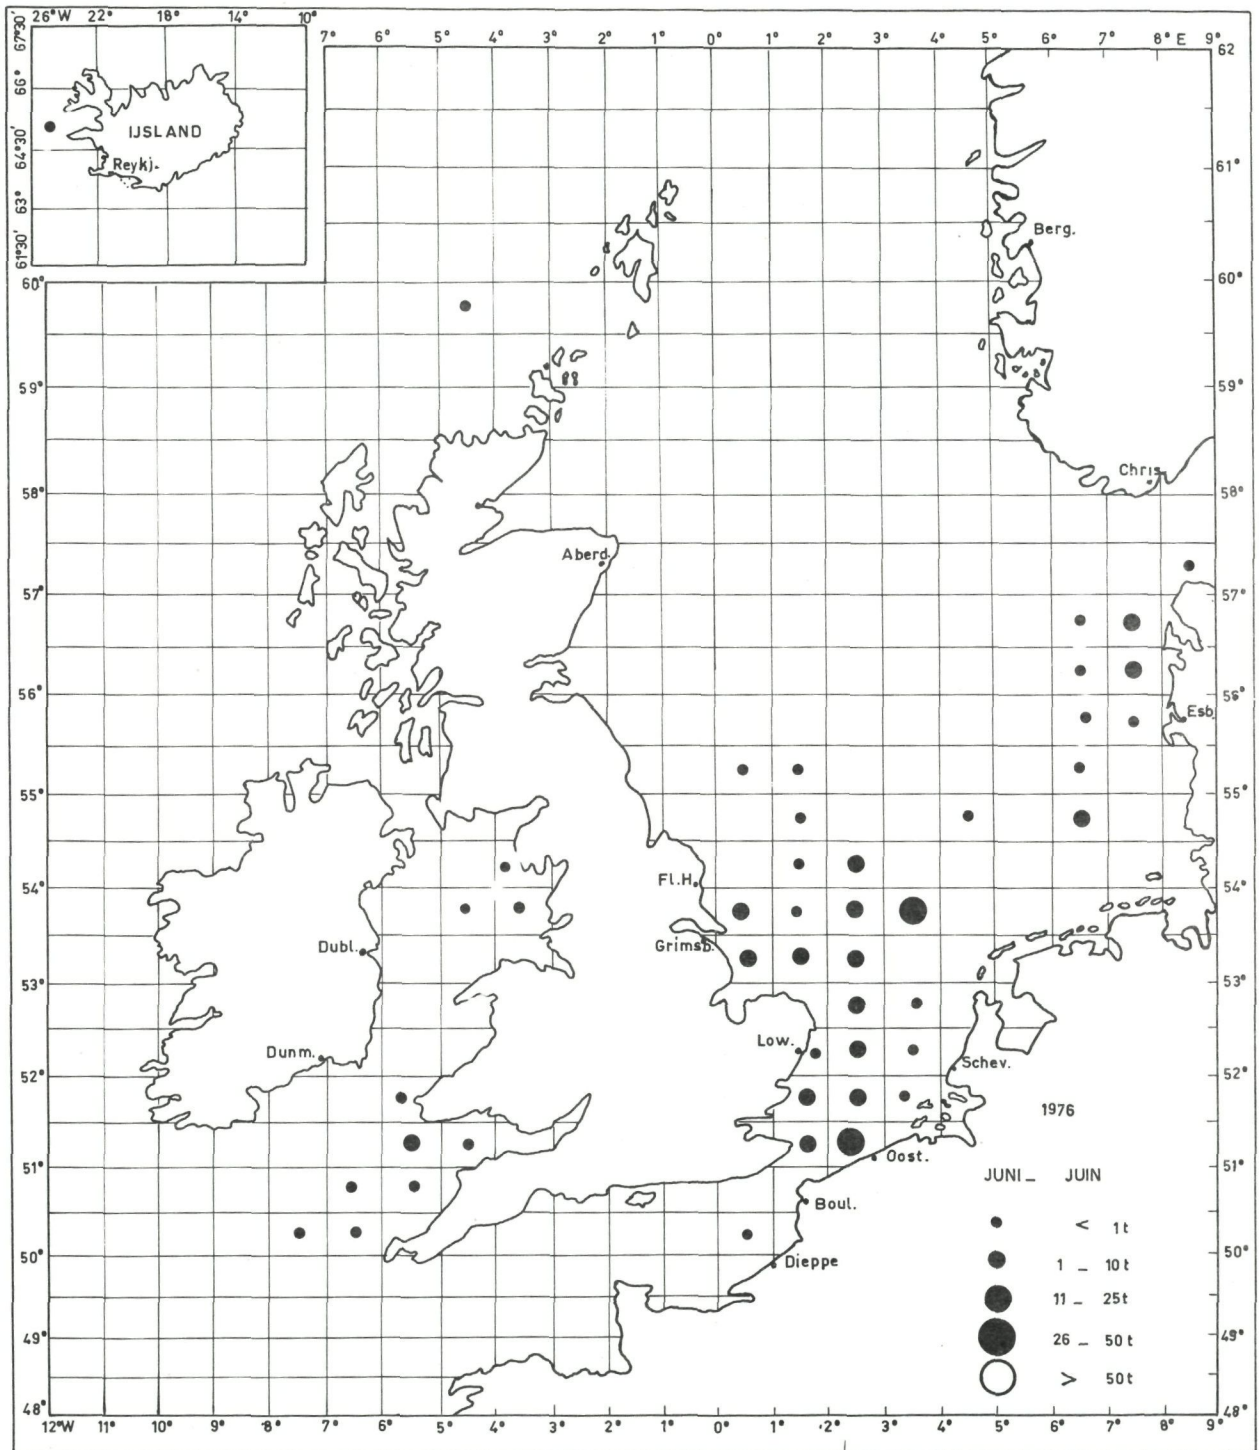 26°W 22° 18° 14° 10°
67°30' 66° 64°30' 63° 61°30'
IJSLAND
Reykj.
7° 6° 5° 4° 3° 2° 1° 0° 1° 2° 3° 4° 5° 6° 7° 8° E 9°
62
61°
Berg.
60° 60°
59° 59°
Chris
58° 58°
Aberd.
57° 57°
56° 56°
Esb
55° 55°
Fl.H.
54° 54°
Dubl.
Grimsb.
53° 53°
Low.
Dunm.
Schev.
52° 52°
1976
Oost.
51° 51°
JUNI _ JUIN
Boul.
< 1t
50° 50°
Dieppe
1 _ 10t
11 _ 25t
49° 49°
26 _ 50t
> 50t
48° 48°
12°W 11° 10° 9° 8° 7° 6° 5° 4° 3° 2° 1° 0° 1° 2° 3° 4° 5° 6° 7° 8° E 9°